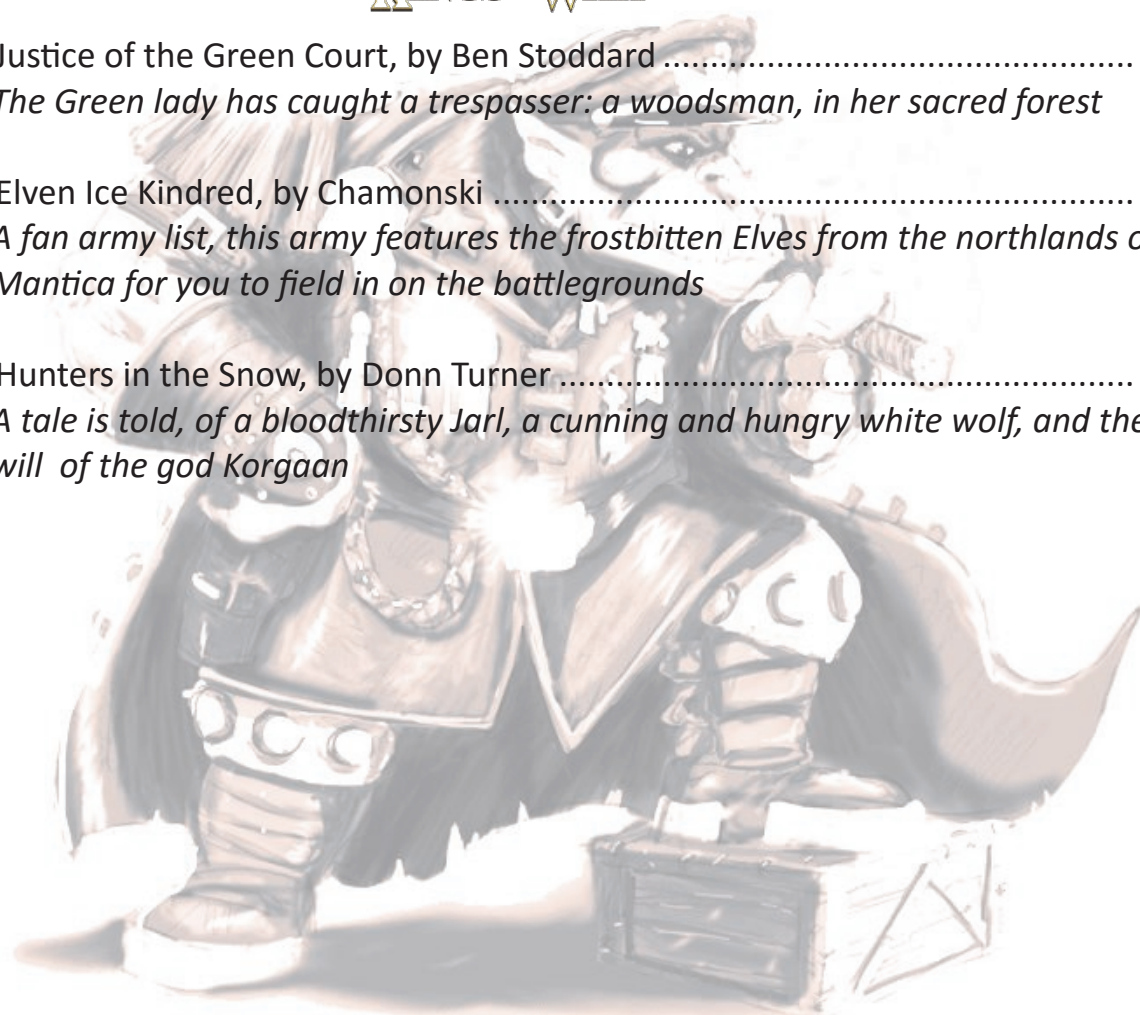 Justice of the Green Court, by Ben Stoddard ..........................................................
The Green lady has caught a trespasser: a woodsman, in her sacred forest
Elven Ice Kindred, by Chamonski ................................................................................
A fan army list, this army features the frostbitten Elves from the northlands
Mantica for you to field in on the battlegrounds
Hunters in the Snow, by Donn Turner ........................................................................
A tale is told, of a bloodthirsty Jarl, a cunning and hungry white wolf, and the
will of the god Korgaan